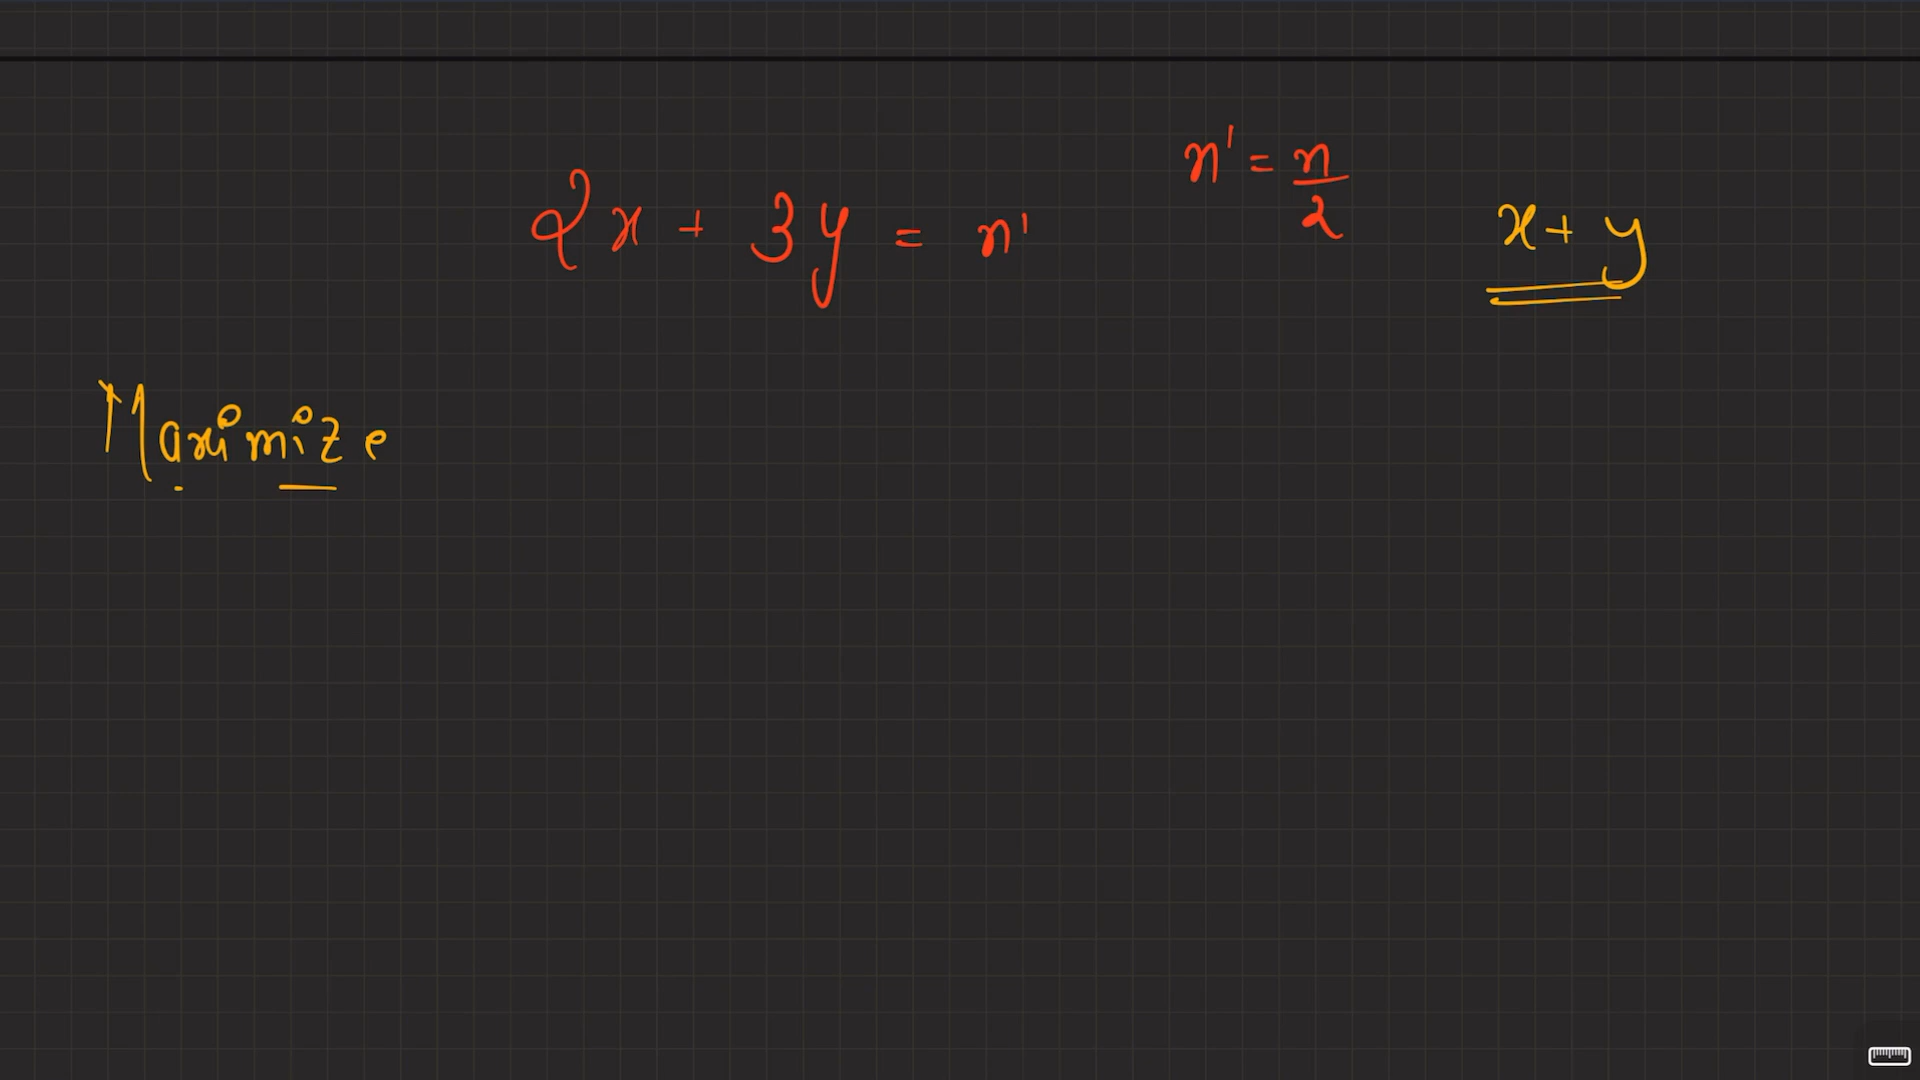 2x + 3y = n'
n' = n/2
x + y
Maximize